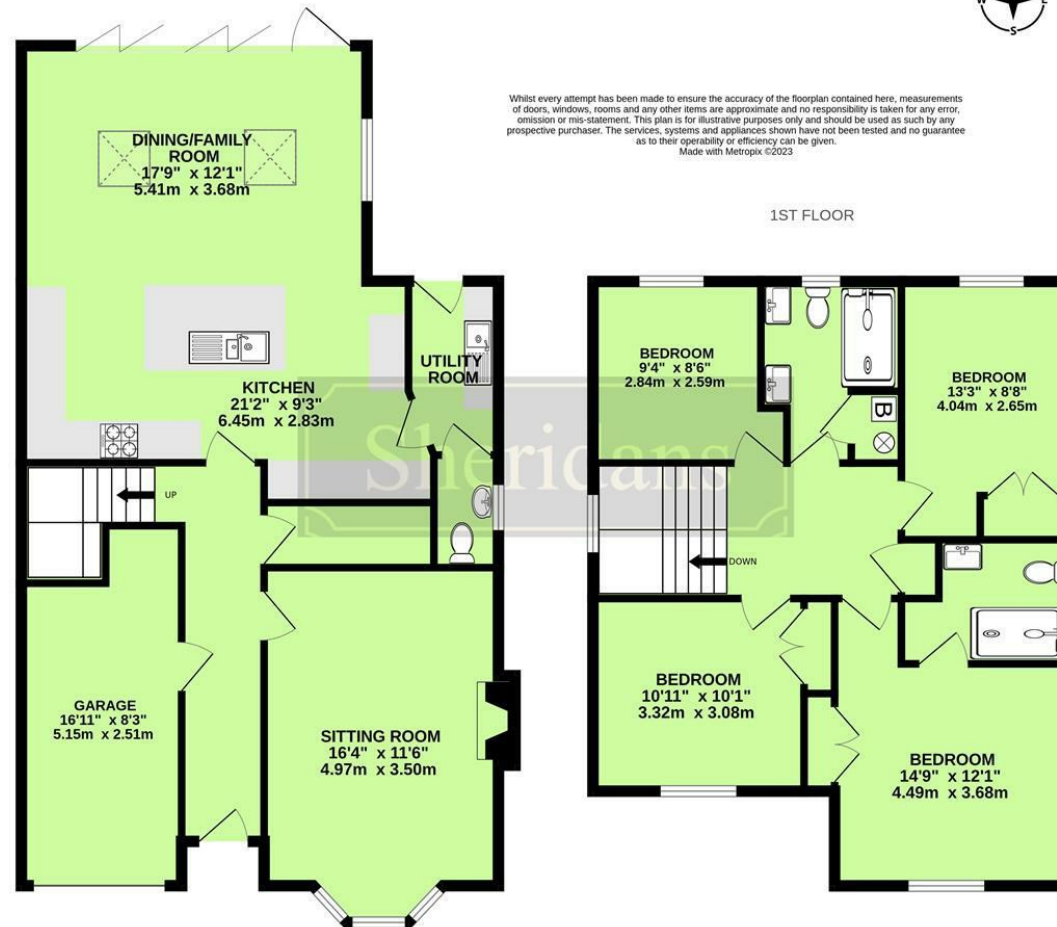 W
E
S
Whilst every attempt has been made to ensure the accuracy of the floorplan contained here, measurements
of doors, windows, rooms and any other items are approximate and no responsibility is taken for any error,
omission or mis-statement. This plan is for illustrative purposes only and should be used as such by any
prospective purchaser. The services, systems and appliances shown have not been tested and no guarantee
as to their operability or efficiency can be given.
Made with Metropix ©2023
DINING/FAMILY
ROOM
17'9" x 12'1"
5.41m x 3.68m
KITCHEN
21'2" x 9'3"
6.45m x 2.83m
UTILITY
ROOM
UP
GARAGE
16'11" x 8'3"
5.15m x 2.51m
SITTING ROOM
16'4" x 11'6"
4.97m x 3.50m
Sheridans
1ST FLOOR
BEDROOM
9'4" x 8'6"
2.84m x 2.59m
BEDROOM
13'3" x 8'8"
4.04m x 2.65m
B
DOWN
BEDROOM
10'11" x 10'1"
3.32m x 3.08m
BEDROOM
14'9" x 12'1"
4.49m x 3.68m